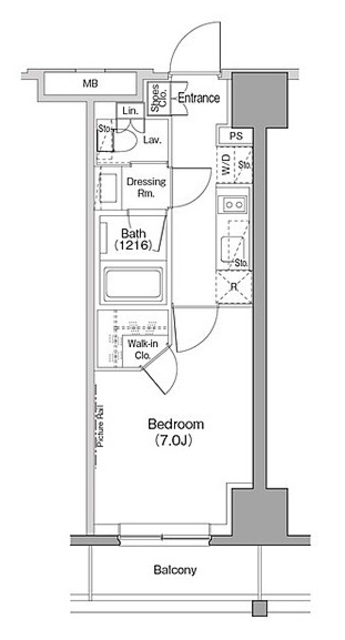 MB
Shoes
Clo.
Entrance
Lin.
Sto.
Lav.
PS
W/D
Sto.
Dressing
Rm.
Bath
(1216)
Sto.
R
Walk-in
Clo.
Picture Rail
Bedroom
(7.0J)
Balcony